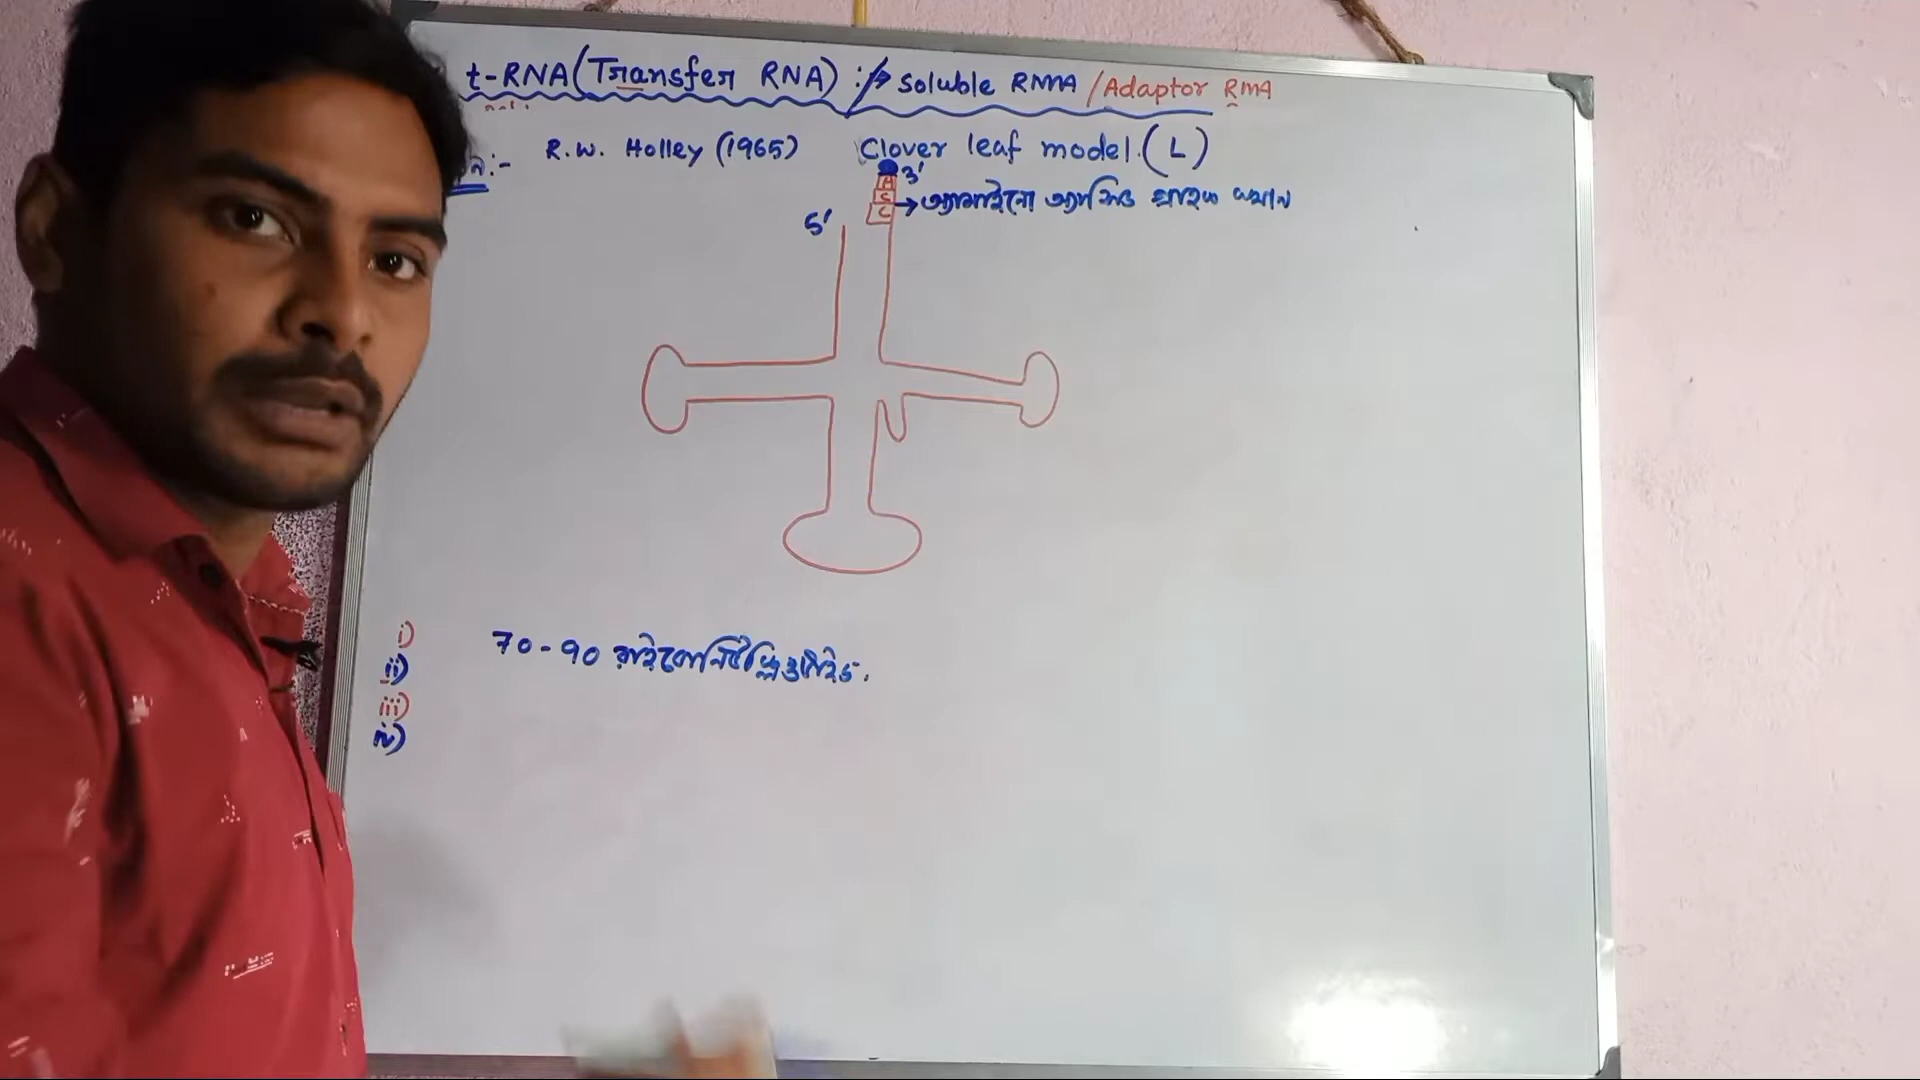 t-RNA (Transfer RNA) :→ Soluble RNA / Adaptor RNA
:- R.W. Holley (1965) Clover leaf model. (L)
3'
A
C
C → অ্যামাইনো অ্যাসিড গ্রাহক স্থান
5'
i)
ii) 70-90 রাইবোনিউক্লিওটাইড.
iii)
iv)